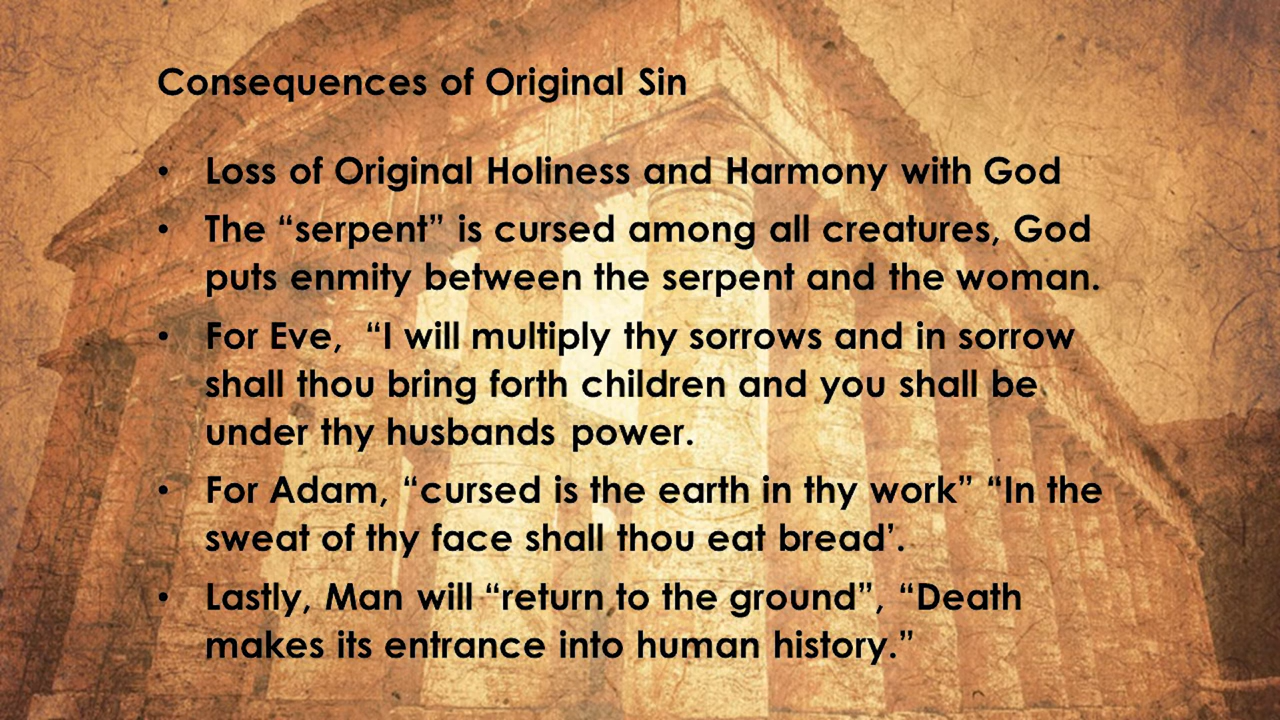 Consequences of Original Sin
• Loss of Original Holiness and Harmony with God
• The “serpent” is cursed among all creatures, God
puts enmity between the serpent and the woman.
• For Eve,  “I will multiply thy sorrows and in sorrow
shall thou bring forth children and you shall be
under thy husbands power.
• For Adam, “cursed is the earth in thy work” “In the
sweat of thy face shall thou eat bread’.
• Lastly, Man will “return to the ground”, “Death
makes its entrance into human history.”